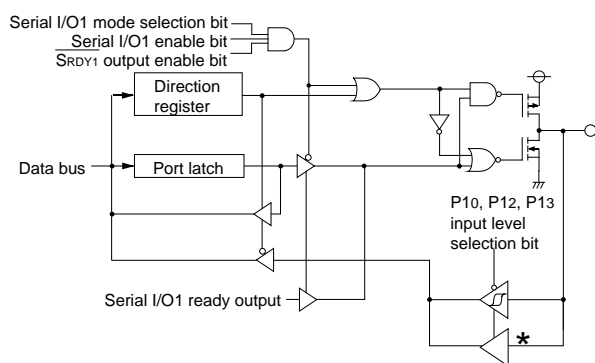 Serial I/O1 mode selection bit
Serial I/O1 enable bit
SRDY1 output enable bit
Direction
register
Data bus
Port latch
P10, P12, P13
input level
selection bit
Serial I/O1 ready output
*